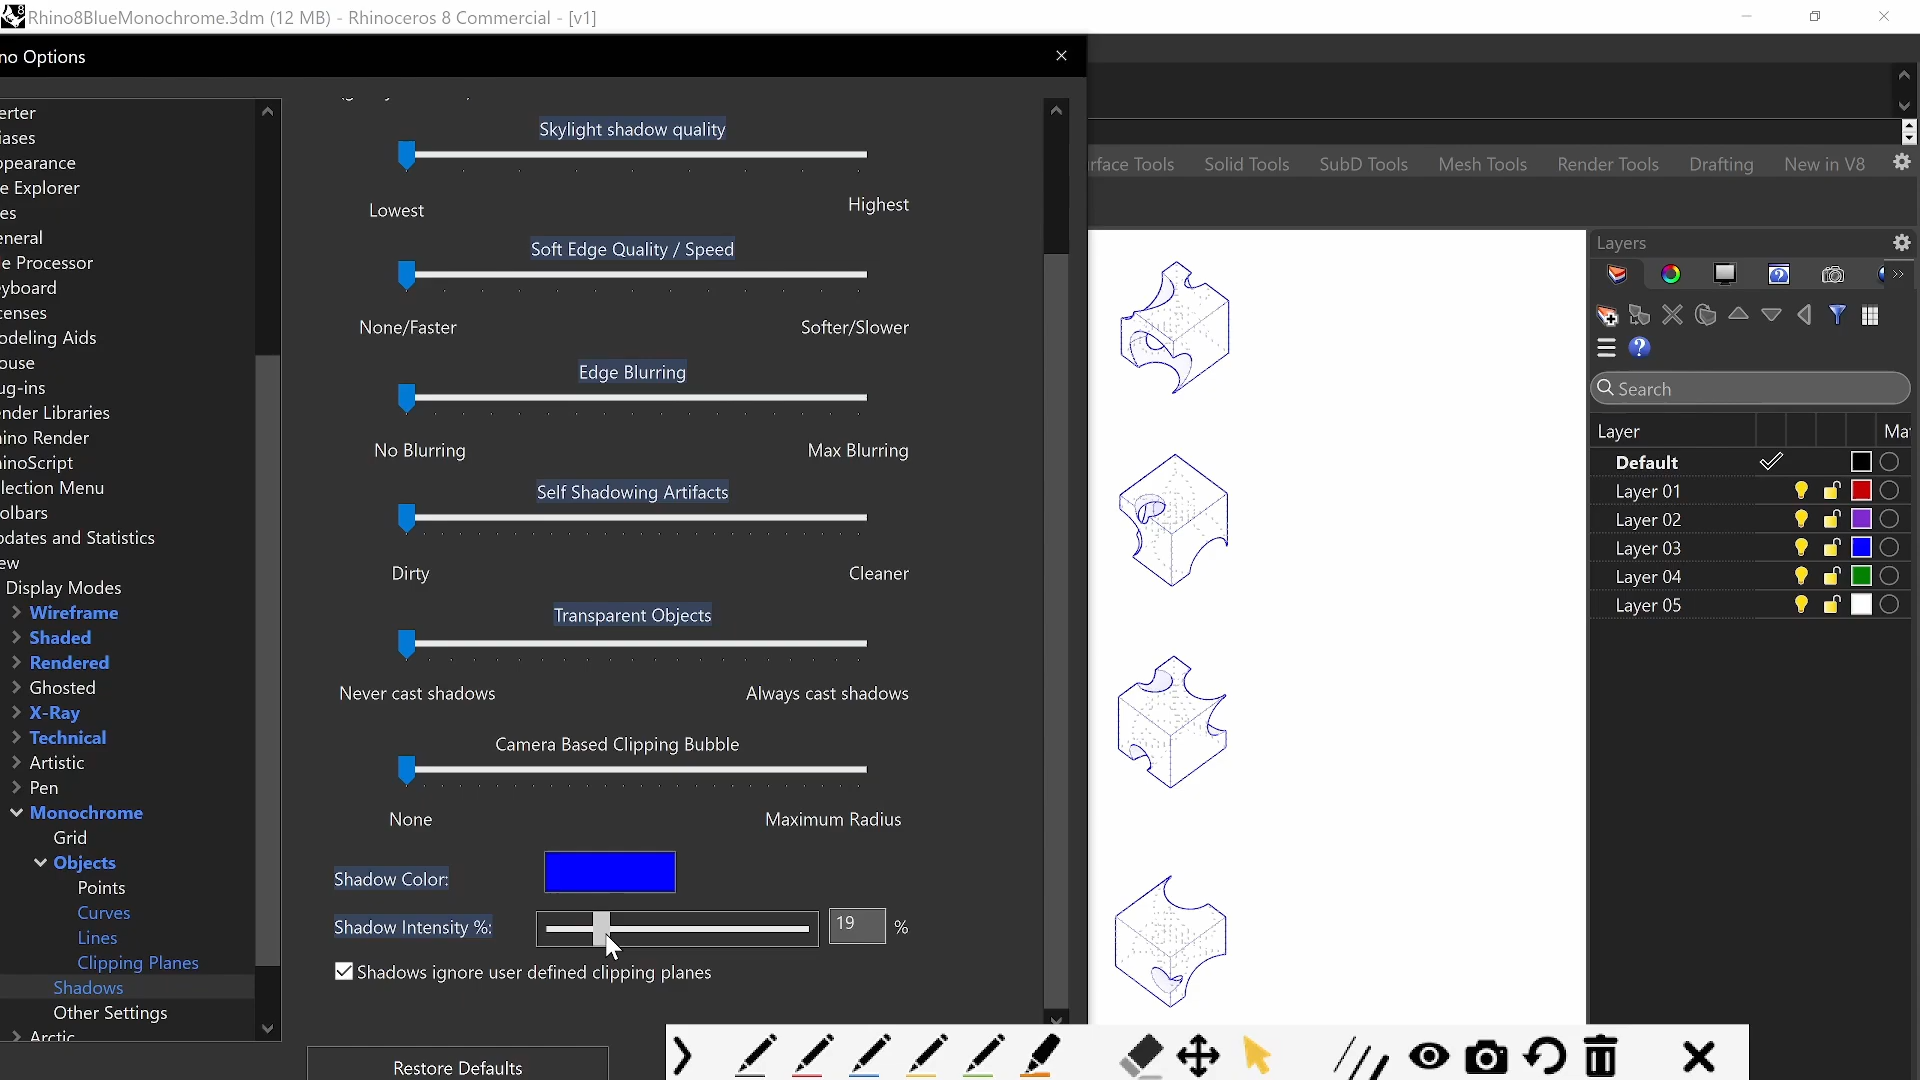 Rhino8BlueMonochrome.3dm (12 MB) - Rhinoceros 8 Commercial - [v1]
no Options
erter
iases
ppearance
e Explorer
es
eneral
le Processor
yboard
censes
odeling Aids
ouse
ug-ins
ender Libraries
ino Render
inoScript
lection Menu
olbars
pdates and Statistics
ew
Display Modes
Wireframe
Shaded
Rendered
Ghosted
X-Ray
Technical
Artistic
Pen
Monochrome
Grid
Objects
Points
Curves
Lines
Clipping Planes
Shadows
Other Settings
Arctic
Skylight shadow quality
Lowest Highest
Soft Edge Quality / Speed
None/Faster Softer/Slower
Edge Blurring
No Blurring Max Blurring
Self Shadowing Artifacts
Dirty Cleaner
Transparent Objects
Never cast shadows Always cast shadows
Camera Based Clipping Bubble
None Maximum Radius
Shadow Color:
Shadow Intensity %: 19 %
Shadows ignore user defined clipping planes
Restore Defaults
rface Tools Solid Tools SubD Tools Mesh Tools Render Tools Drafting New in V8
Layers
Search
Layer Ma
Default
Layer 01
Layer 02
Layer 03
Layer 04
Layer 05